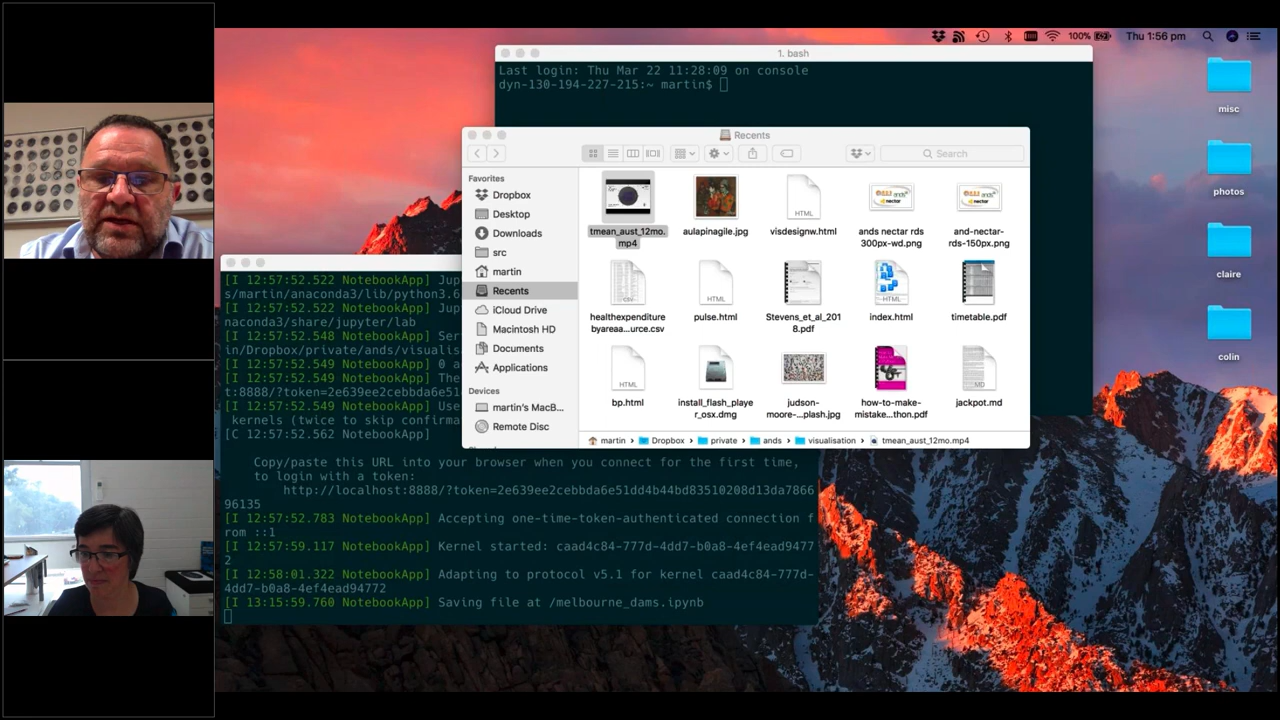 100%
Thu 1:56 pm
1. bash
Last login: Thu Mar 22 11:28:09 on console
dyn-130-194-227-215:~ martin$
misc
photos
claire
colin
Recents
Search
Favorites
Dropbox
Desktop
Downloads
src
martin
Recents
iCloud Drive
Macintosh HD
Documents
Applications
Devices
martin's MacB...
Remote Disc
tmean_aust_12mo.
mp4
aulapinagile.jpg
HTML
visdesignw.html
ands nectar rds
300px-wd.png
and-nectar-
rds-150px.png
CSV
healthexpenditure
byareaa...urce.csv
HTML
pulse.html
Stevens_et_al_201
8.pdf
index.html
timetable.pdf
HTML
bp.html
install_flash_playe
r_osx.dmg
judson-
moore-...plash.jpg
how-to-make-
mistake...thon.pdf
MD
jackpot.md
martin
Dropbox
private
ands
visualisation
tmean_aust_12mo.mp4
[I 12:57:52.522 NotebookApp] Jup
s/martin/anaconda3/lib/python3.6
[I 12:57:52.522 NotebookApp] Jup
naconda3/share/jupyter/lab
[I 12:57:52.548 NotebookApp] Ser
in/Dropbox/private/ands/visualis
[I 12:57:52.549 NotebookApp] 0 a
[I 12:57:52.549 NotebookApp] The
t:8888/?token=2e639ee2cebbda6e51
[I 12:57:52.549 NotebookApp] Use
kernels (twice to skip confirma
[C 12:57:52.562 NotebookApp]
Copy/paste this URL into your browser when you connect for the first time,
to login with a token:
http://localhost:8888/?token=2e639ee2cebbda6e51dd4b44bd83510208d13da7866
96135
[I 12:57:52.783 NotebookApp] Accepting one-time-token-authenticated connection f
rom ::1
[I 12:57:59.117 NotebookApp] Kernel started: caad4c84-777d-4dd7-b0a8-4ef4ead9477
2
[I 12:58:01.322 NotebookApp] Adapting to protocol v5.1 for kernel caad4c84-777d-
4dd7-b0a8-4ef4ead94772
[I 13:15:59.760 NotebookApp] Saving file at /melbourne_dams.ipynb